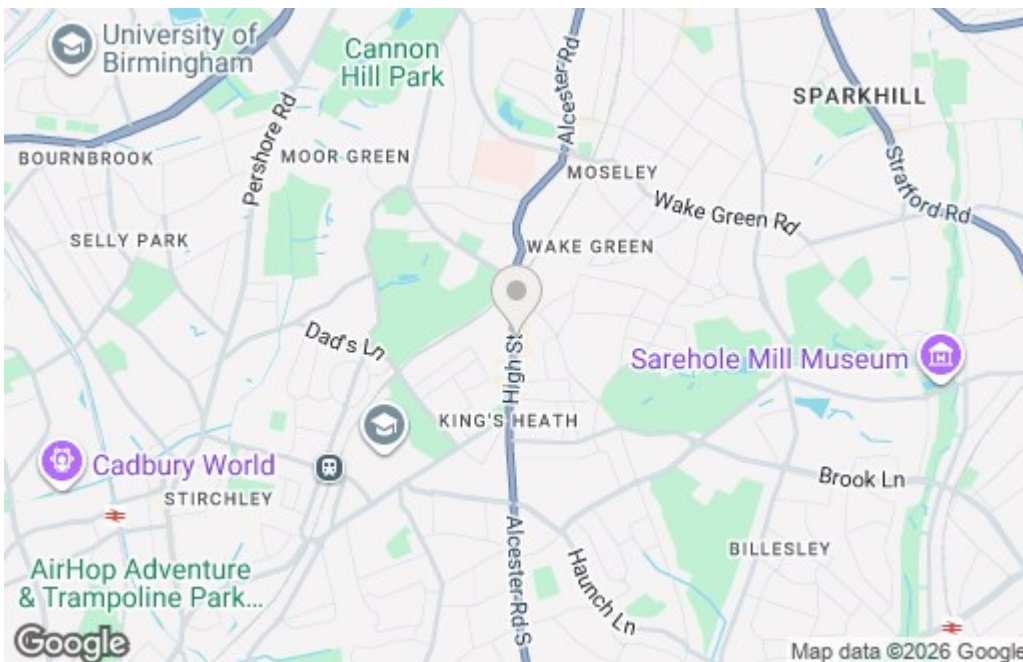 University of
Birmingham
Cannon
Hill Park
Alcester Rd
SPARKHILL
BOURNBROOK
Pershore Rd
MOOR GREEN
MOSELEY
Stratford Rd
Wake Green Rd
SELLY PARK
WAKE GREEN
Dad's Ln
High St
Sarehole Mill Museum
KING'S HEATH
Cadbury World
STIRCHLEY
Brook Ln
Alcester Rd S
BILLESLEY
AirHop Adventure
& Trampoline Park...
Haunch Ln
Google
Map data ©2026 Google